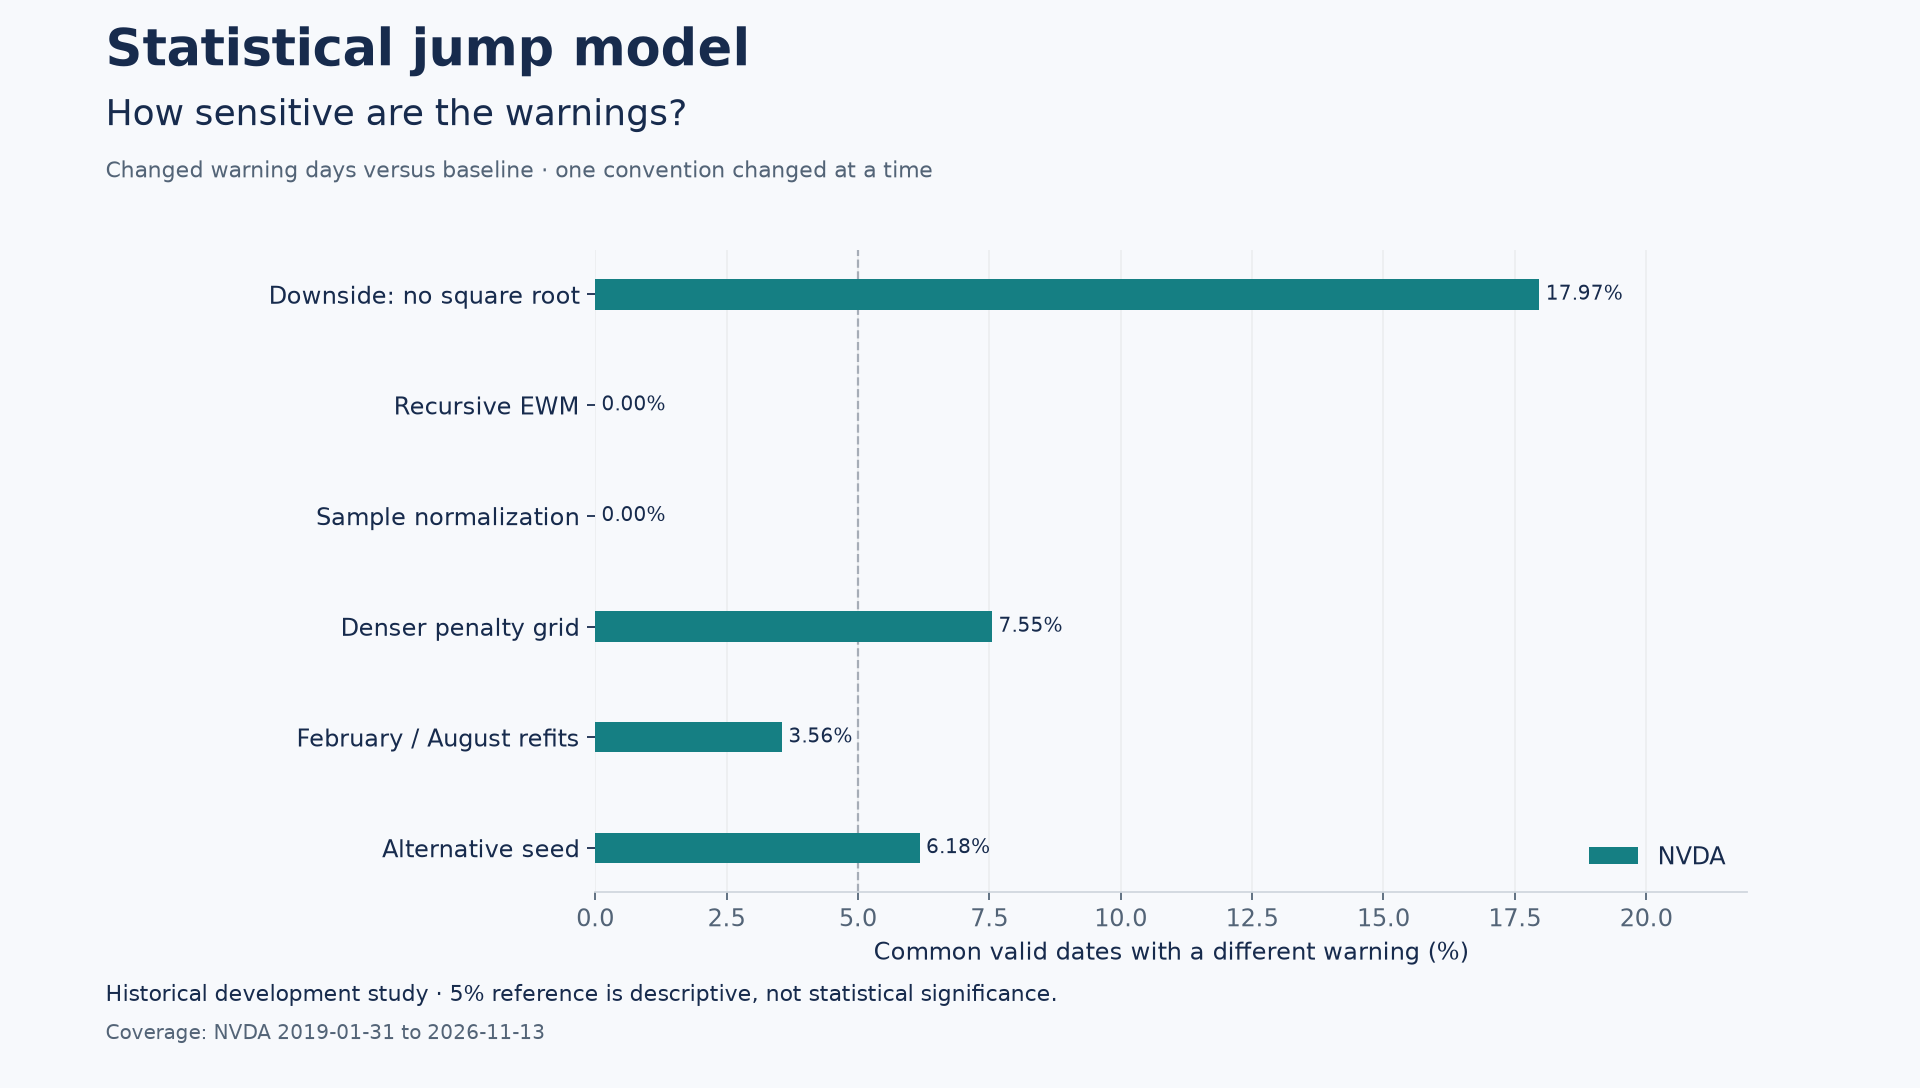 Statistical jump model
How sensitive are the warnings?
Changed warning days versus baseline · one convention changed at a time
Downside: no square root
17.97%
Recursive EWM
0.00%
Sample normalization
0.00%
Denser penalty grid
7.55%
February / August refits
3.56%
Alternative seed
6.18%
NVDA
0.0 2.5 5.0 7.5 10.0 12.5 15.0 17.5 20.0
Common valid dates with a different warning (%)
Historical development study · 5% reference is descriptive, not statistical significance.
Coverage: NVDA 2019-01-31 to 2026-11-13